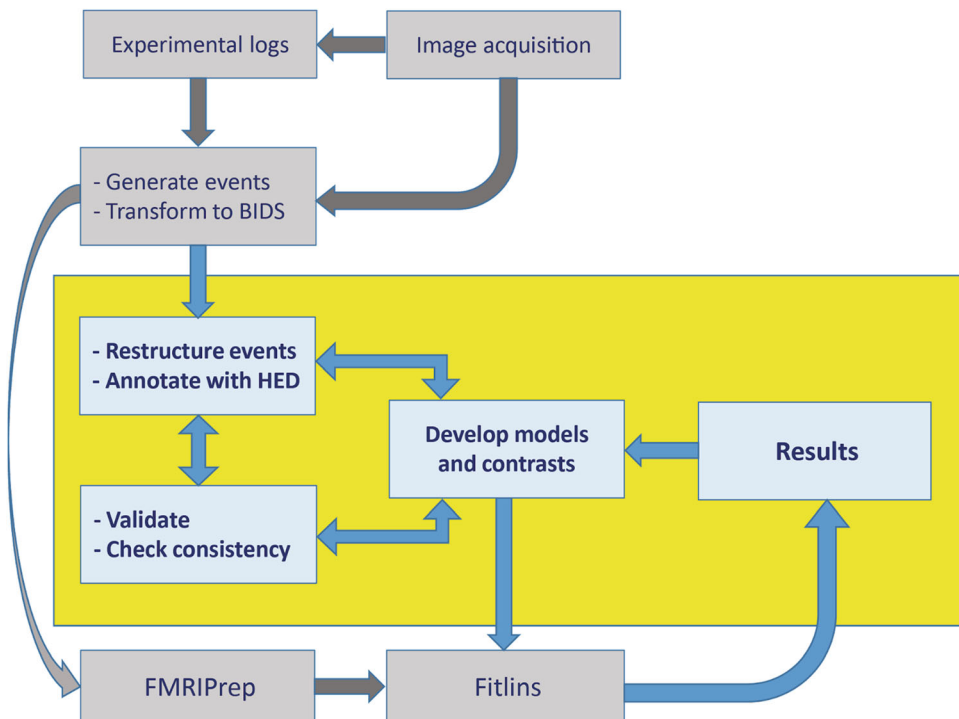 Experimental logs
Image acquisition
- Generate events
- Transform to BIDS
- Restructure events
- Annotate with HED
Develop models
and contrasts
Results
- Validate
- Check consistency
FMRIPrep
Fitlins